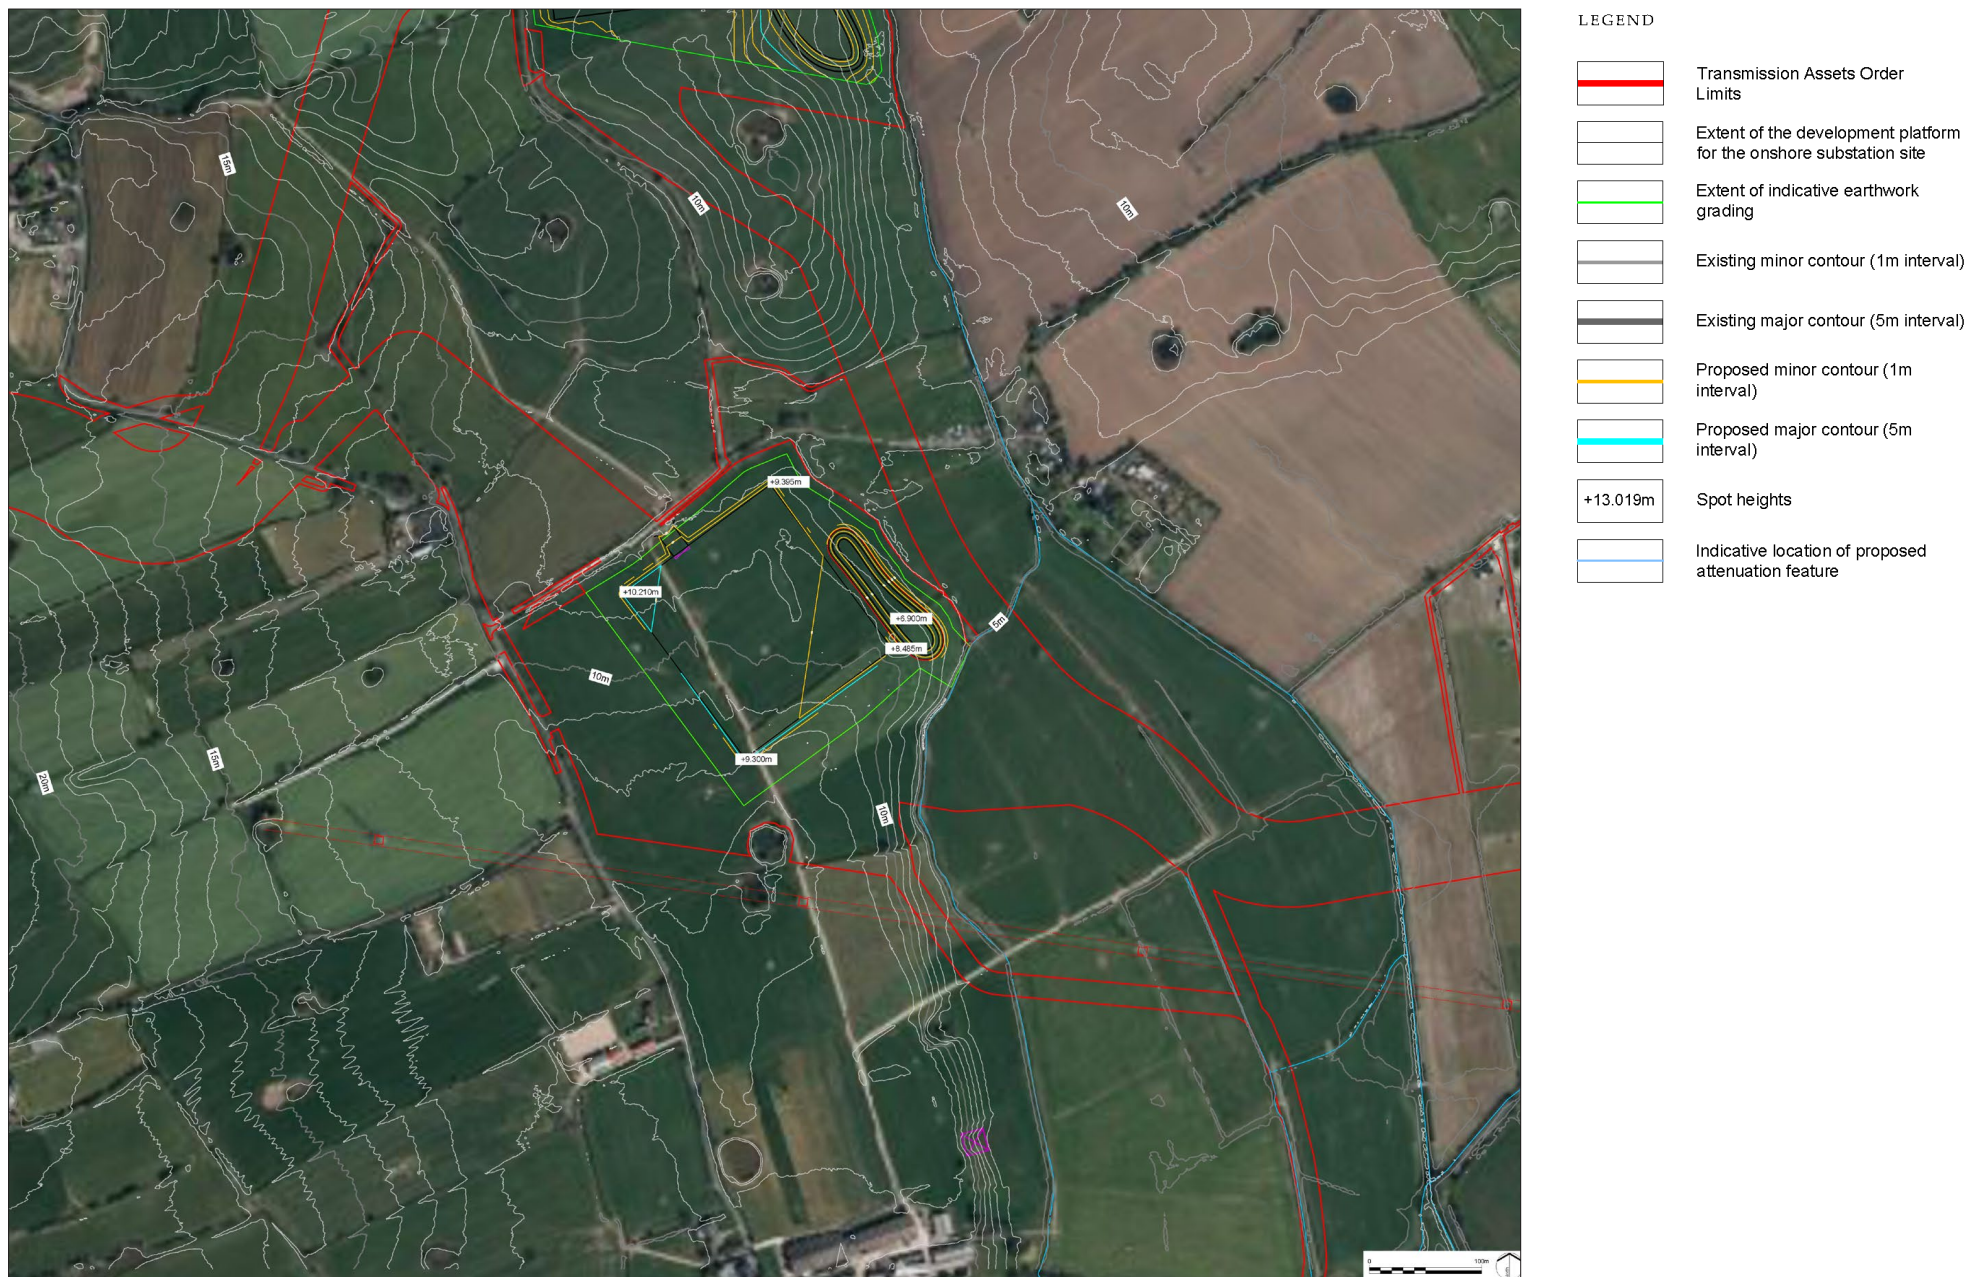 LEGEND
Transmission Assets Order
Limits
Extent of the development platform
for the onshore substation site
Extent of indicative earthwork
grading
Existing minor contour (1m interval)
Existing major contour (5m interval)
Proposed minor contour (1m
interval)
Proposed major contour (5m
interval)
+13.019m
Spot heights
Indicative location of proposed
attenuation feature
15m
10m
10m
+9.395m
+10.210m
+6.900m
+8.485m
5m
10m
+9.300m
15m
20m
10m
0
100m